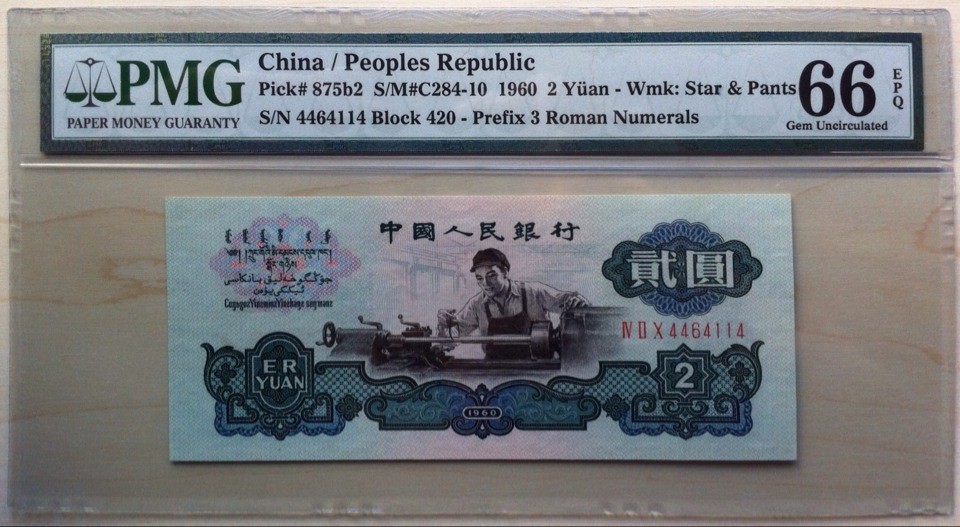 PMG
PAPER MONEY GUARANTY
China / Peoples Republic
Pick# 875b2 S/M#C284-10 1960 2 Yüan - Wmk: Star & Pants
S/N 4464114 Block 420 - Prefix 3 Roman Numerals
66
EPQ
Gem Uncirculated
中國人民銀行
貳圓
IV II X 4464114
ER
YUAN
2
1960